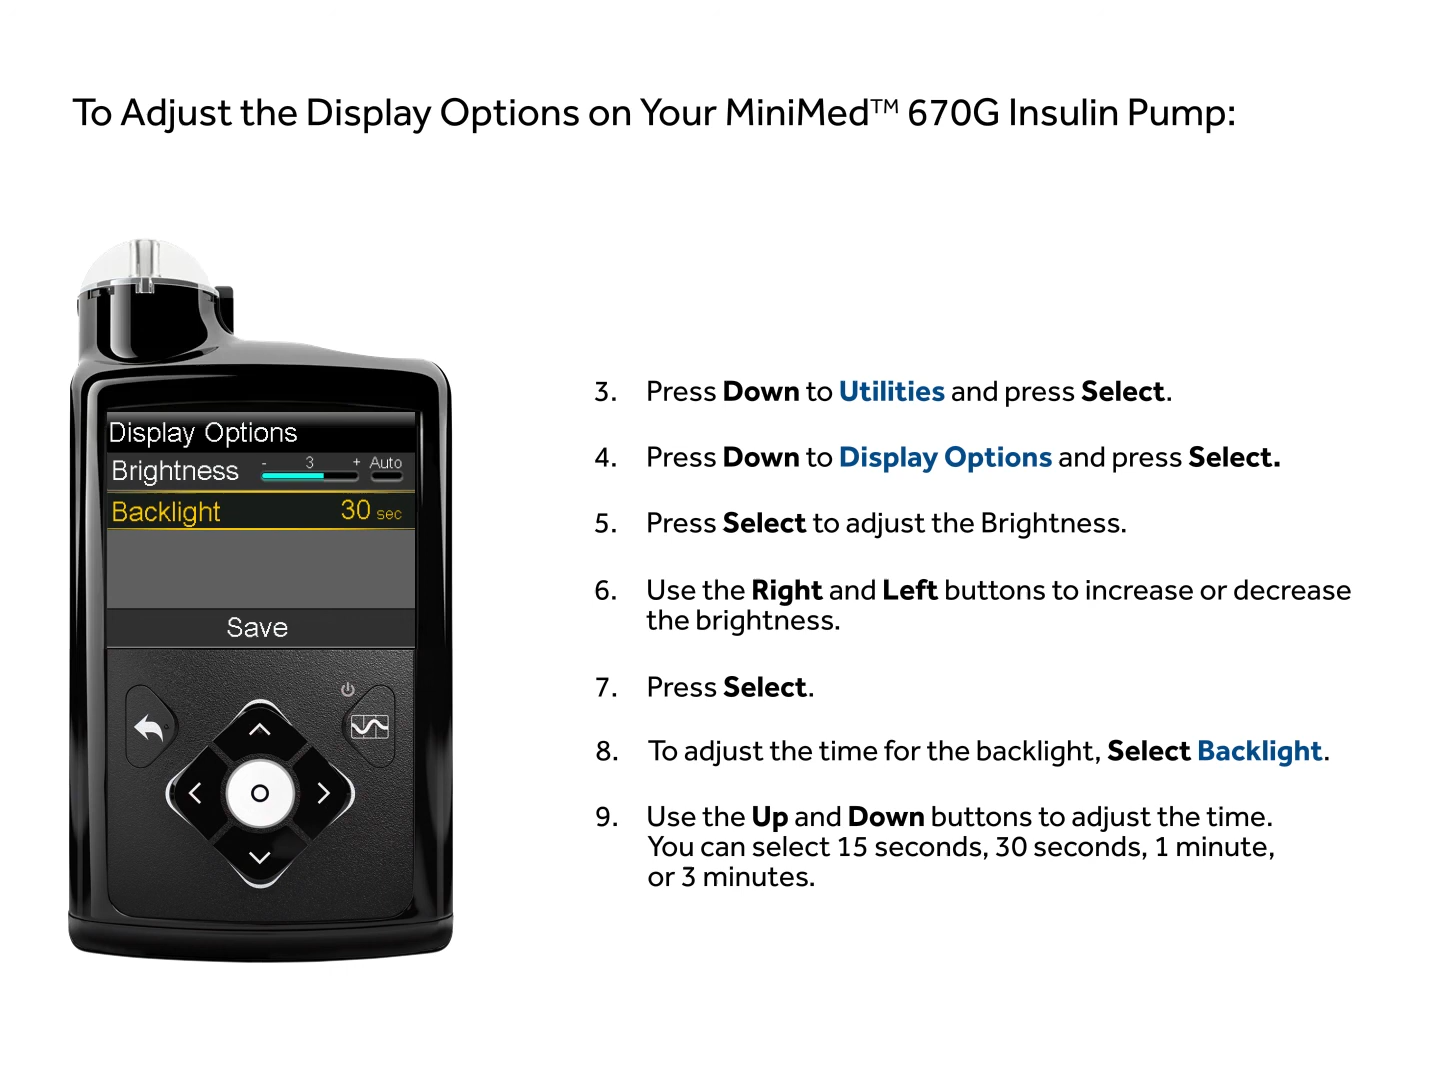 To Adjust the Display Options on Your MiniMed™ 670G Insulin Pump:
Display Options
Brightness - 3 + Auto
Backlight 30 sec
Save
3. Press Down to Utilities and press Select.
4. Press Down to Display Options and press Select.
5. Press Select to adjust the Brightness.
6. Use the Right and Left buttons to increase or decrease
the brightness.
7. Press Select.
8. To adjust the time for the backlight, Select Backlight.
9. Use the Up and Down buttons to adjust the time.
You can select 15 seconds, 30 seconds, 1 minute,
or 3 minutes.